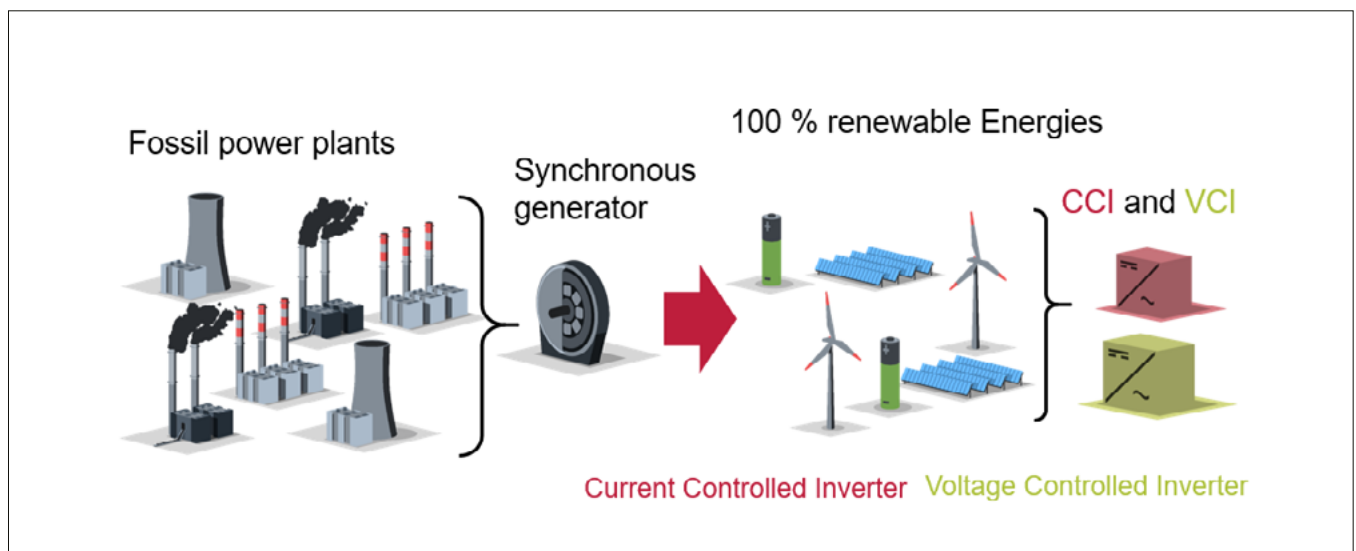 Fossil power plants
Synchronous
generator
100 % renewable Energies
CCI and VCI
Current Controlled Inverter
Voltage Controlled Inverter